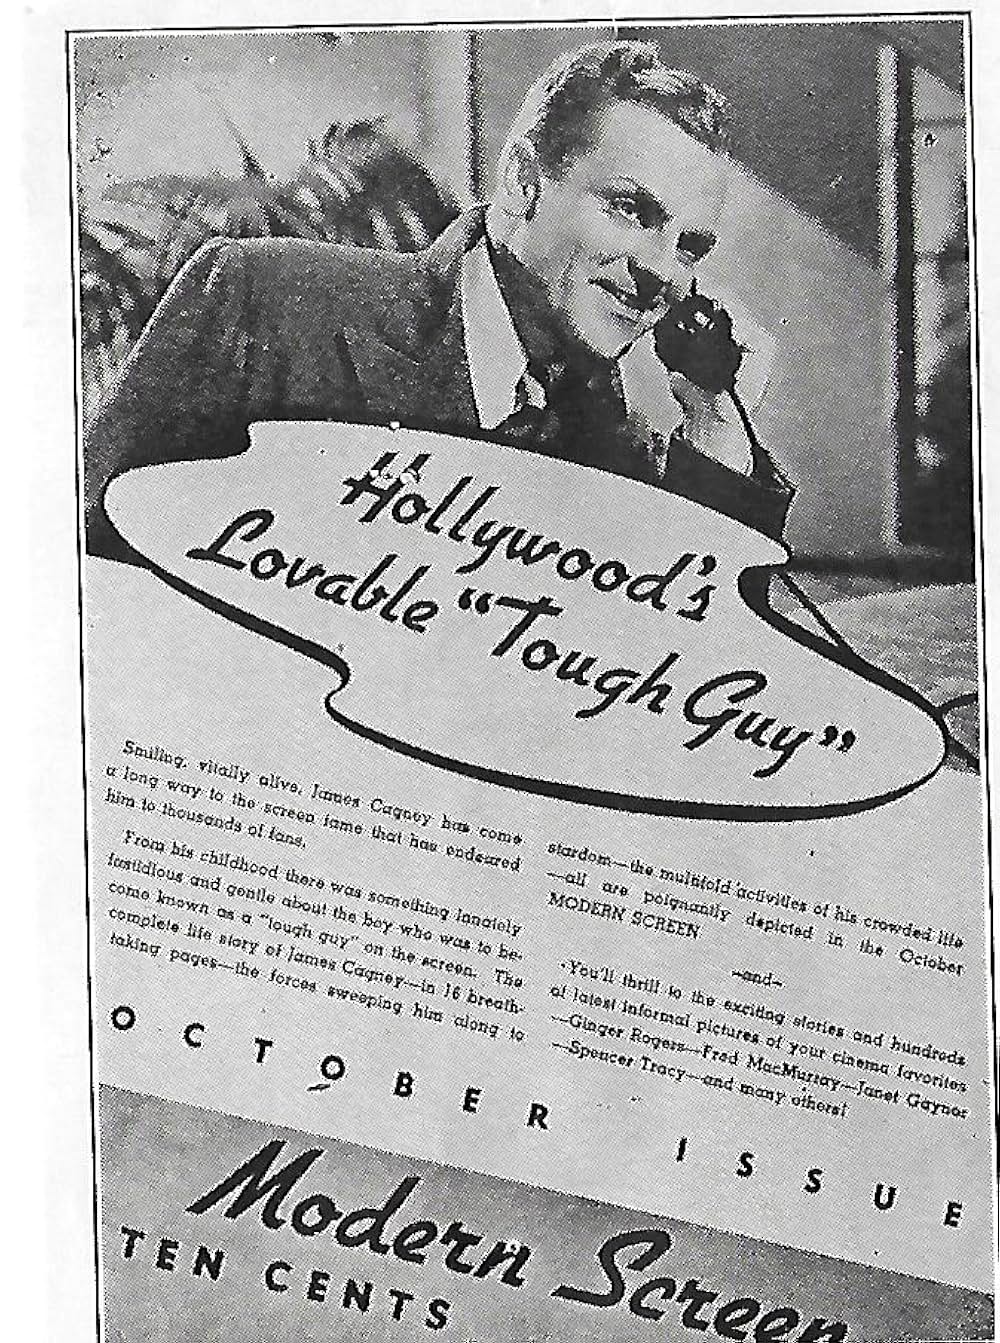 Hollywood's
Lovable "Tough Guy"
Smiling, vitally alive, James Cagney has come
a long way to the screen fame that has endeared
him to thousands of fans.
From his childhood there was something innately
fastidious and gentle about the boy who was to be-
come known as a "tough guy" on the screen. The
complete life story of James Cagney—in 16 breath-
taking pages—the forces sweeping him along to
stardom—the multifold activities of his crowded life
—all are poignantly depicted in the October
MODERN SCREEN
—and—
You'll thrill to the exciting stories and hundreds
of latest informal pictures of your cinema favorites
—Ginger Rogers—Fred MacMurray—Janet Gaynor
—Spencer Tracy—and many others!
OCTOBER ISSUE
Modern Screen
TEN CENTS